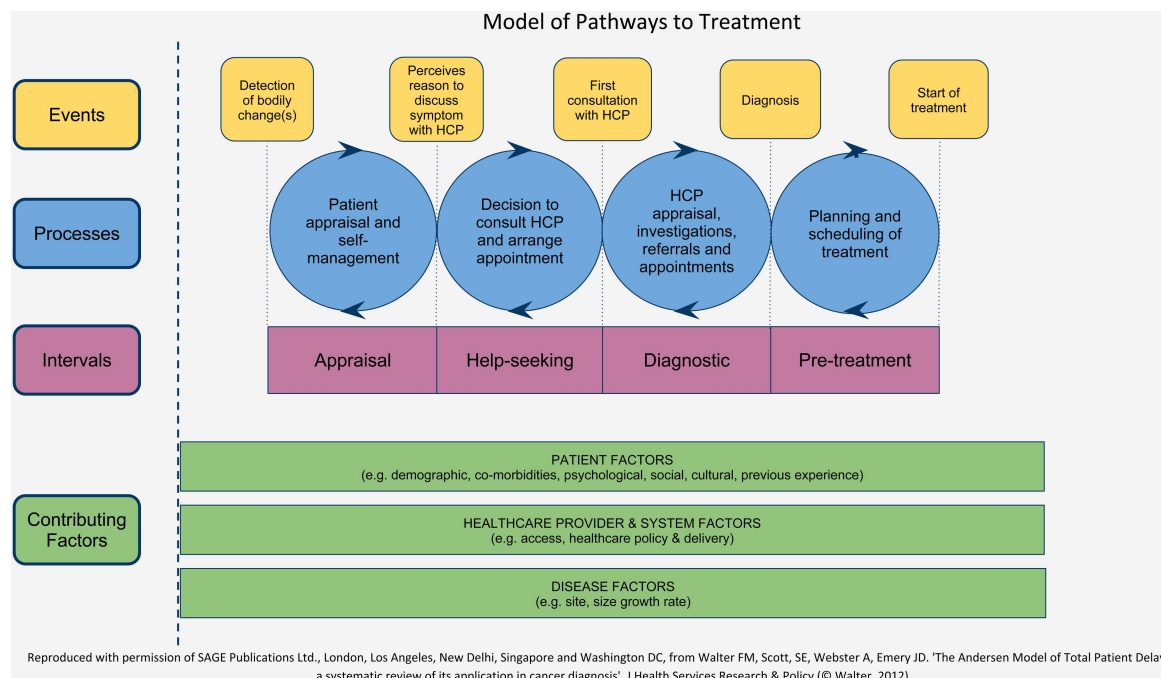 Model of Pathways to Treatment
Events
Detection
of bodily
change(s)
Perceives
reason to
discuss
symptom
with HCP
First
consultation
with HCP
Diagnosis
Start of
treatment
Processes
Patient
appraisal and
self-
management
Decision to
consult HCP
and arrange
appointment
HCP
appraisal,
investigations,
referrals and
appointments
Planning and
scheduling of
treatment
Intervals
Appraisal
Help-seeking
Diagnostic
Pre-treatment
Contributing
Factors
PATIENT FACTORS
(e.g. demographic, co-morbidities, psychological, social, cultural, previous experience)
HEALTHCARE PROVIDER & SYSTEM FACTORS
(e.g. access, healthcare policy & delivery)
DISEASE FACTORS
(e.g. site, size growth rate)
Reproduced with permission of SAGE Publications Ltd., London, Los Angeles, New Delhi, Singapore and Washington DC, from Walter FM, Scott, SE, Webster A, Emery JD. 'The Andersen Model of Total Patient Delay
a systematic review of its application in cancer diagnosis'. J Health Services Research & Policy (© Walter, 2012)